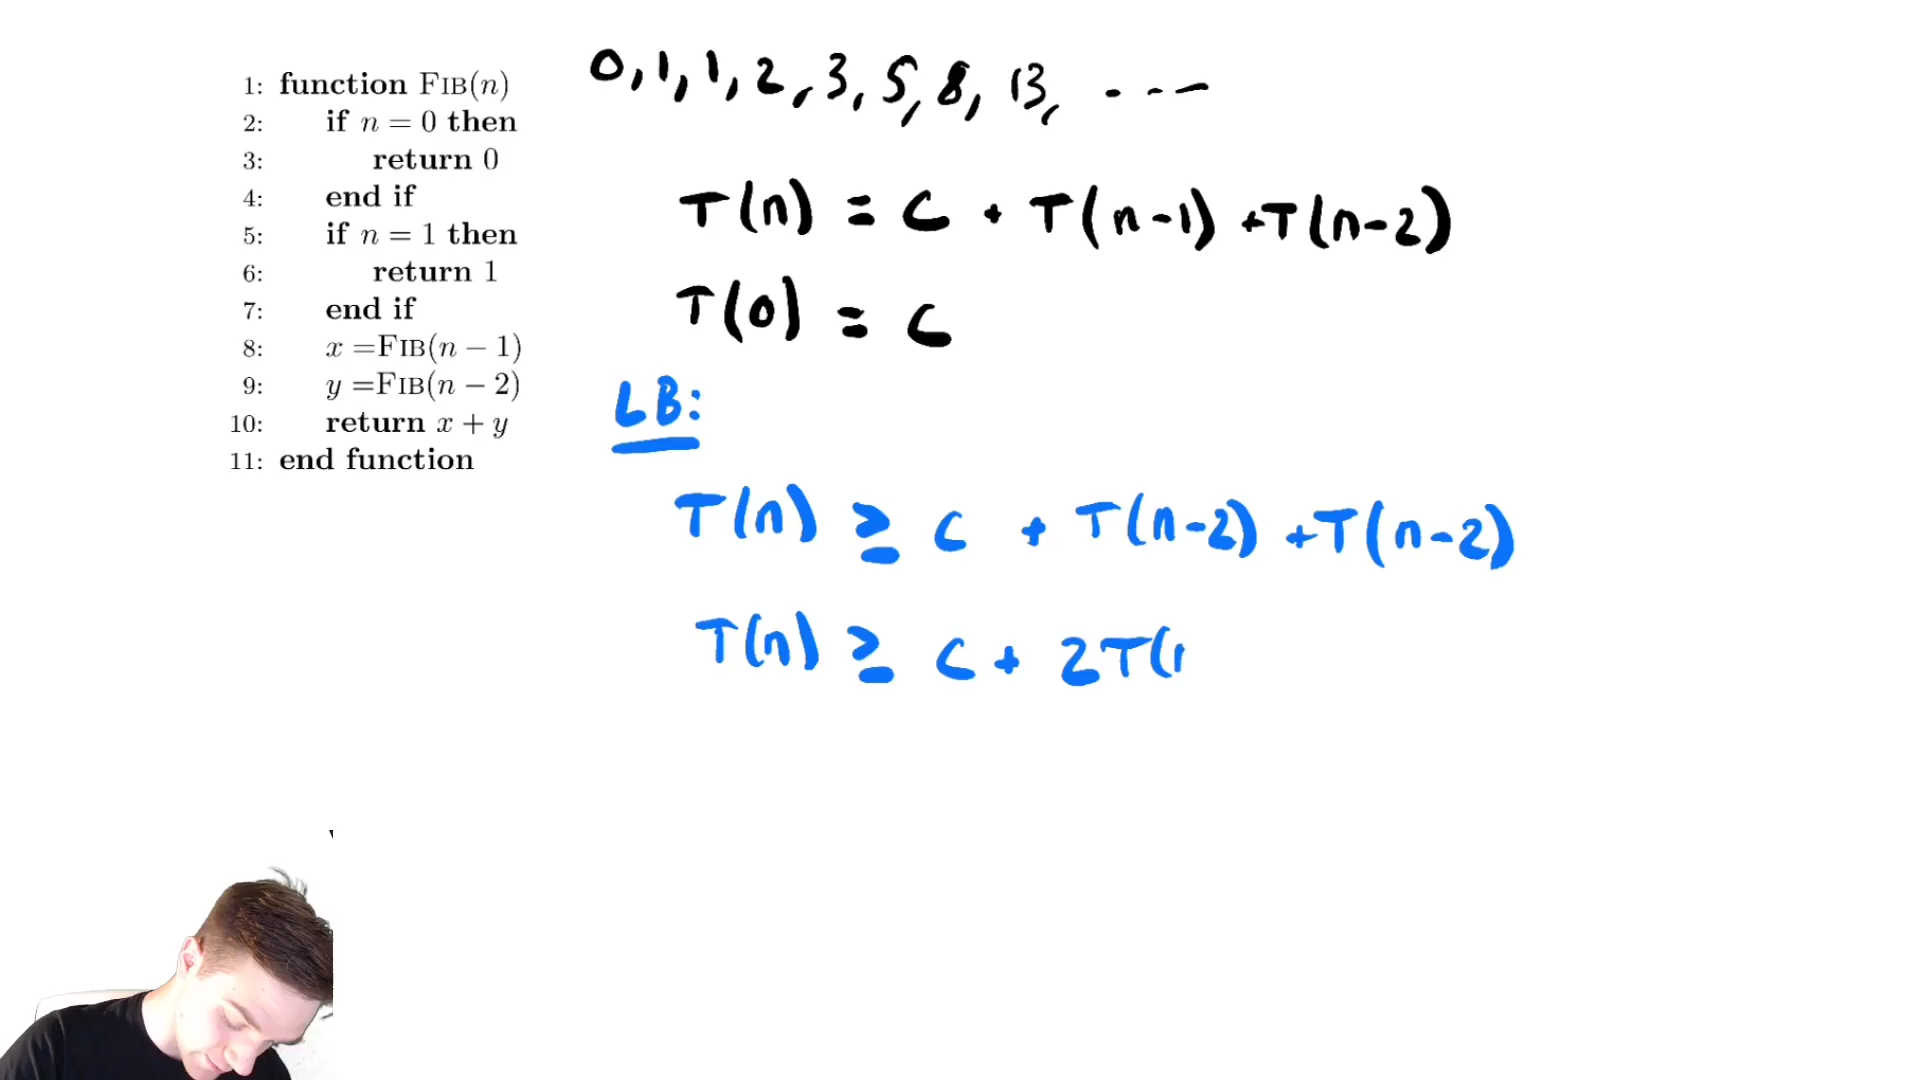 1: function FIB(n)
2: if n = 0 then
3: return 0
4: end if
5: if n = 1 then
6: return 1
7: end if
8: x =FIB(n − 1)
9: y =FIB(n − 2)
10: return x + y
11: end function
0, 1, 1, 2, 3, 5, 8, 13, ...
T(n) = C + T(n-1) + T(n-2)
T(0) = C
LB:
T(n) ≥ C + T(n-2) + T(n-2)
T(n) ≥ C + 2T(